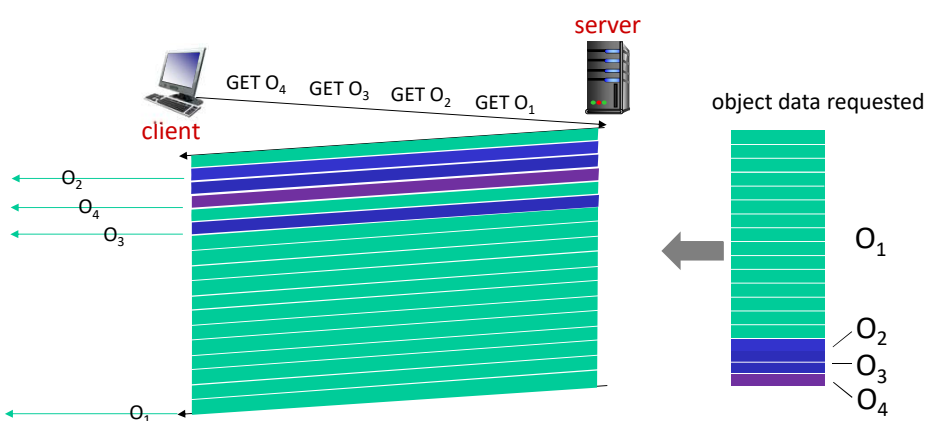 server
GET O4 GET O3 GET O2 GET O1
object data requested
client
O2
O4
O3
O1
O2
O3
O4
O1